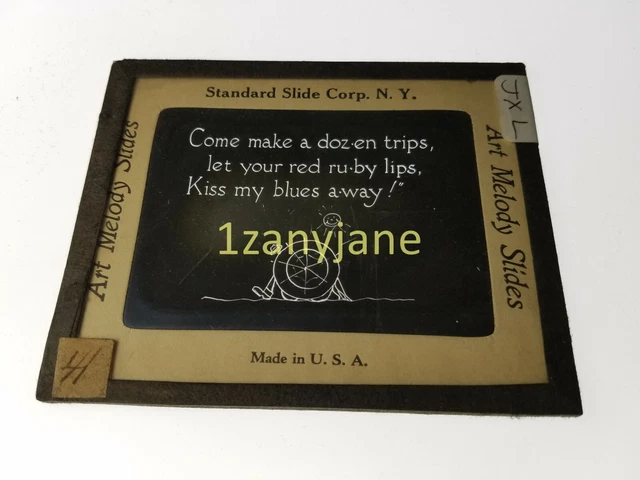 Standard Slide Corp. N. Y.
JXL
Come make a doz·en trips,
let your red ru·by lips,
Kiss my blues a·way!"
1zanyjane
Art Melody Slides
Art Melody Slides
41
Made in U. S. A.